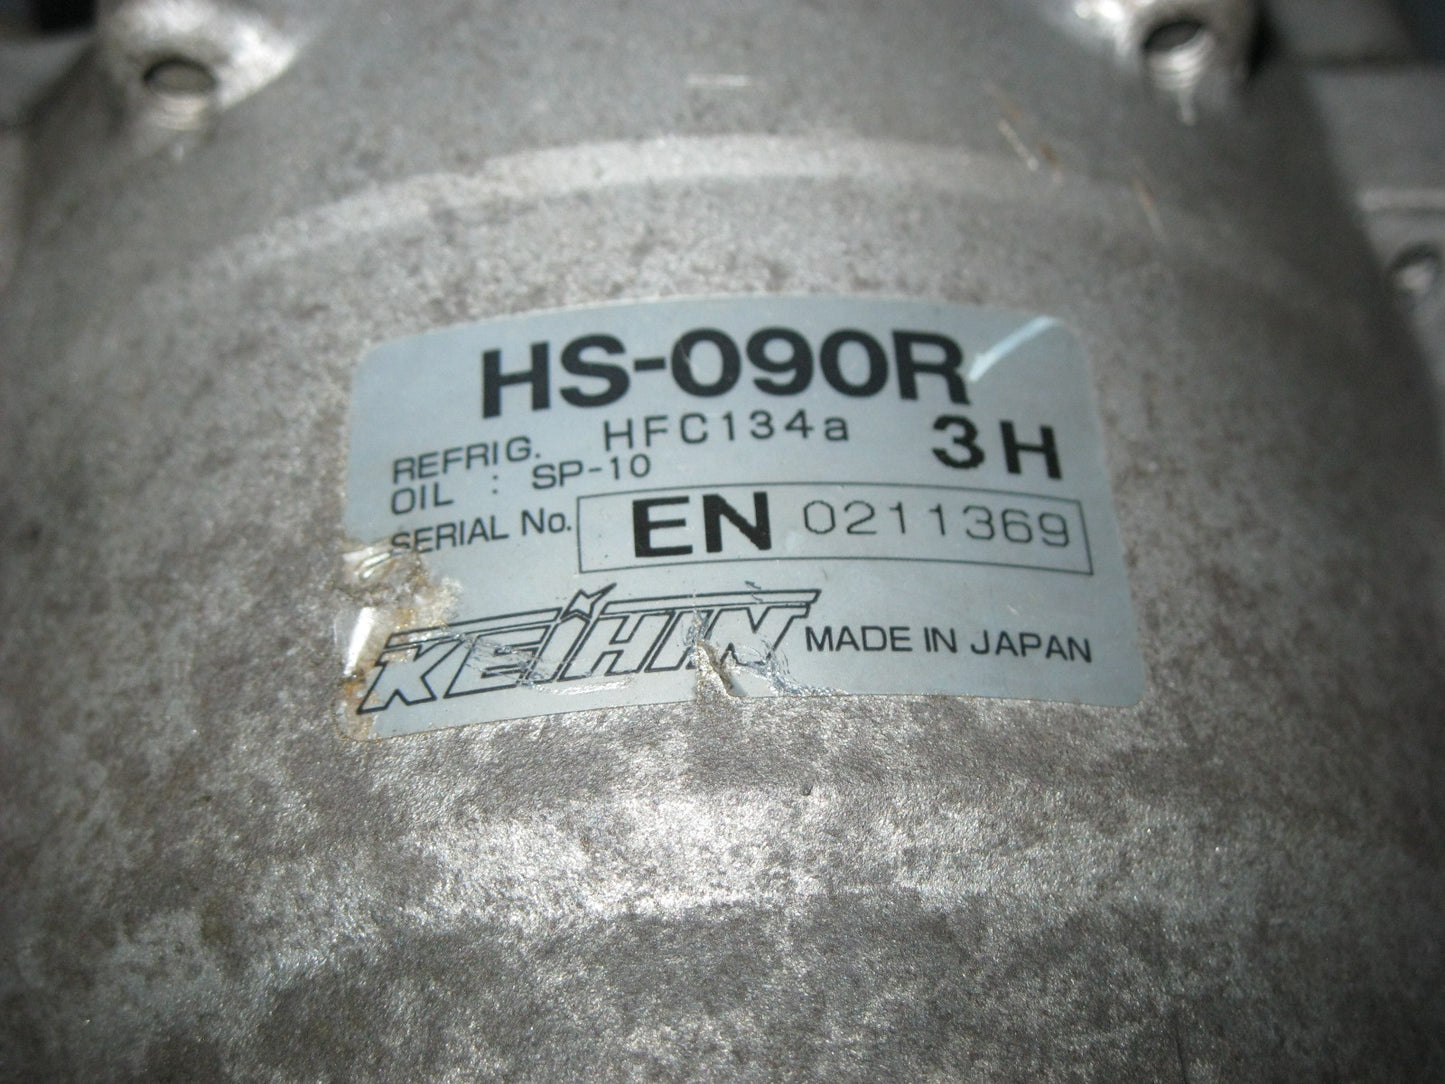 HS-090R
REFRIG. HFC134a 3H
OIL : SP-10
SERIAL No. EN 0211369
KEIHIN MADE IN JAPAN